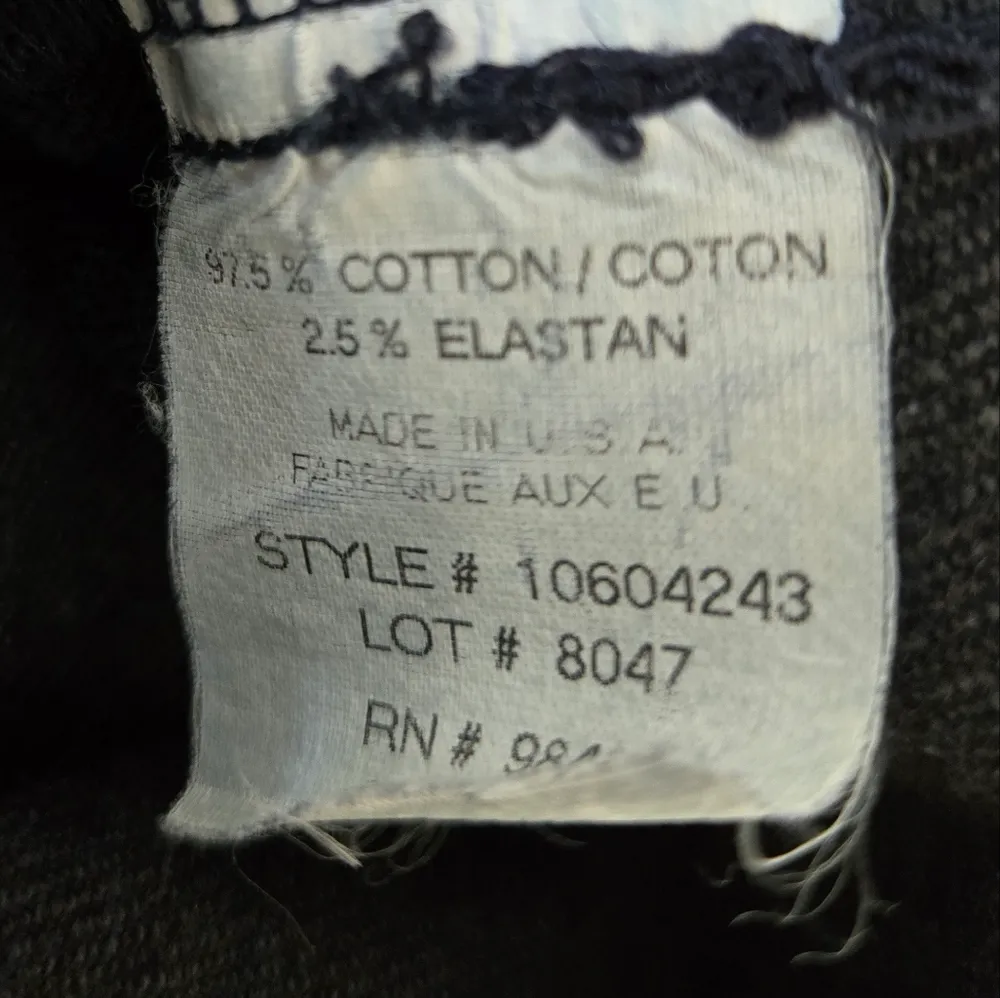 97.5% COTTON / COTON
2.5% ELASTAN
MADE IN U.S.A.
FABRIQUE AUX E.U.
STYLE # 10604243
LOT # 8047
RN #